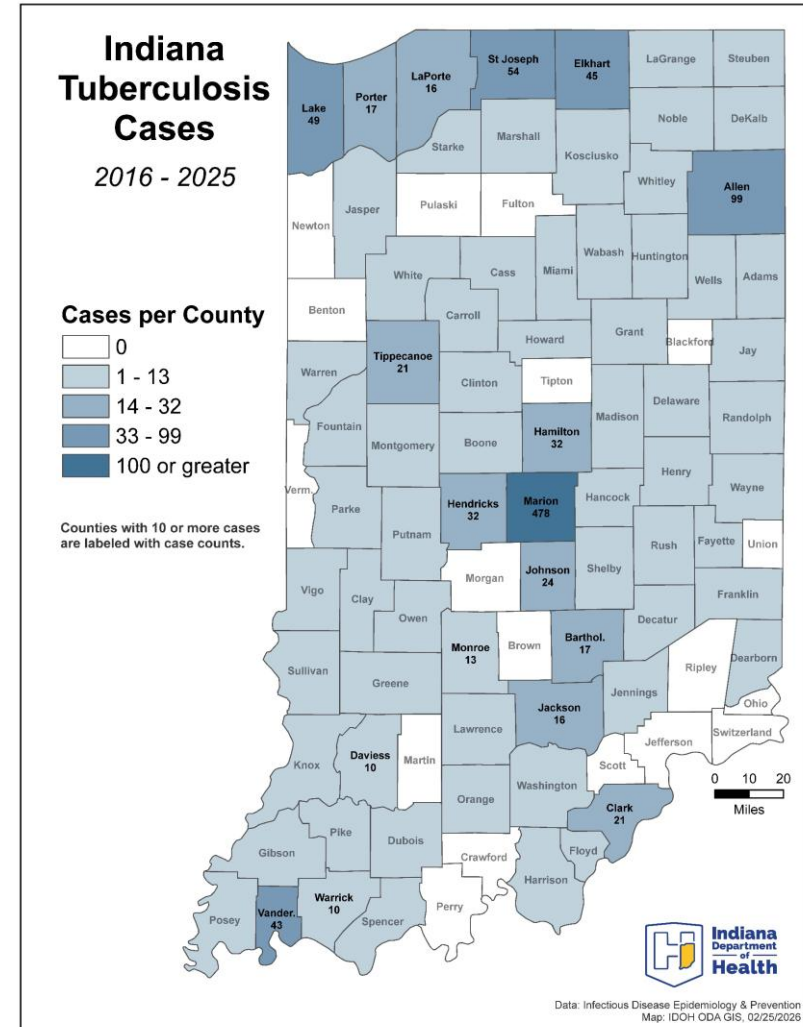 Indiana
Tuberculosis
Cases
2016 - 2025
Cases per County
0
1 - 13
14 - 32
33 - 99
100 or greater
Counties with 10 or more cases
are labeled with case counts.
Lake
49
Porter
17
LaPorte
16
St Joseph
54
Elkhart
45
LaGrange
Steuben
Noble
DeKalb
Starke
Marshall
Kosciusko
Whitley
Allen
99
Newton
Jasper
Pulaski
Fulton
White
Cass
Miami
Wabash
Huntington
Wells
Adams
Benton
Carroll
Howard
Grant
Blackford
Jay
Warren
Tippecanoe
21
Clinton
Tipton
Madison
Delaware
Randolph
Fountain
Montgomery
Boone
Hamilton
32
Henry
Wayne
Verm.
Parke
Putnam
Hendricks
32
Marion
478
Hancock
Rush
Fayette
Union
Vigo
Clay
Owen
Morgan
Johnson
24
Shelby
Decatur
Franklin
Sullivan
Greene
Monroe
13
Brown
Barthol.
17
Jennings
Ripley
Dearborn
Ohio
Switzerland
Jefferson
Knox
Daviess
10
Martin
Lawrence
Jackson
16
Scott
0 10 20
Miles
Orange
Washington
Clark
21
Gibson
Pike
Dubois
Crawford
Floyd
Harrison
Posey
Vander.
43
Warrick
10
Spencer
Perry
Indiana
Department
of
Health
Data: Infectious Disease Epidemiology & Prevention
Map: IDOH ODA GIS, 02/25/2026